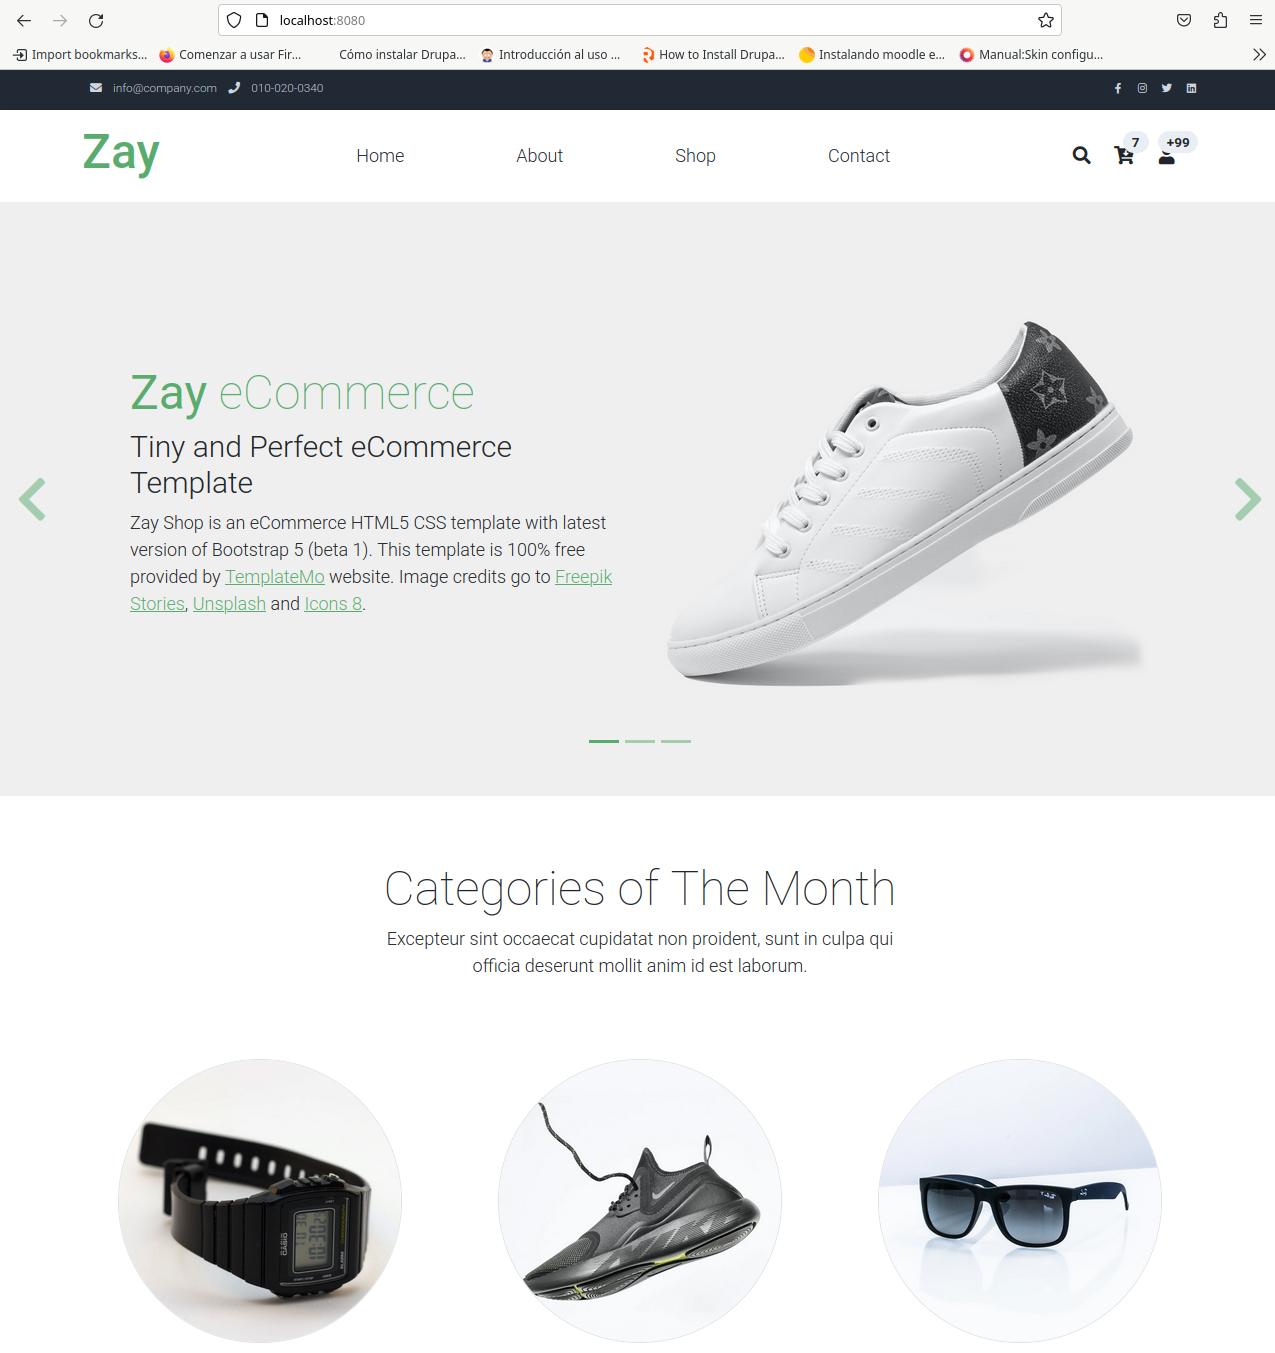 localhost:8080
Import bookmarks... Comenzar a usar Fir... Cómo instalar Drupa... Introducción al uso ... How to Install Drupa... Instalando moodle e... Manual:Skin configu...
info@company.com 010-020-0340
Zay Home About Shop Contact 7 +99
Zay eCommerce
Tiny and Perfect eCommerce
Template
Zay Shop is an eCommerce HTML5 CSS template with latest
version of Bootstrap 5 (beta 1). This template is 100% free
provided by TemplateMo website. Image credits go to Freepik
Stories, Unsplash and Icons 8.
Categories of The Month
Excepteur sint occaecat cupidatat non proident, sunt in culpa qui
officia deserunt mollit anim id est laborum.
CASIO